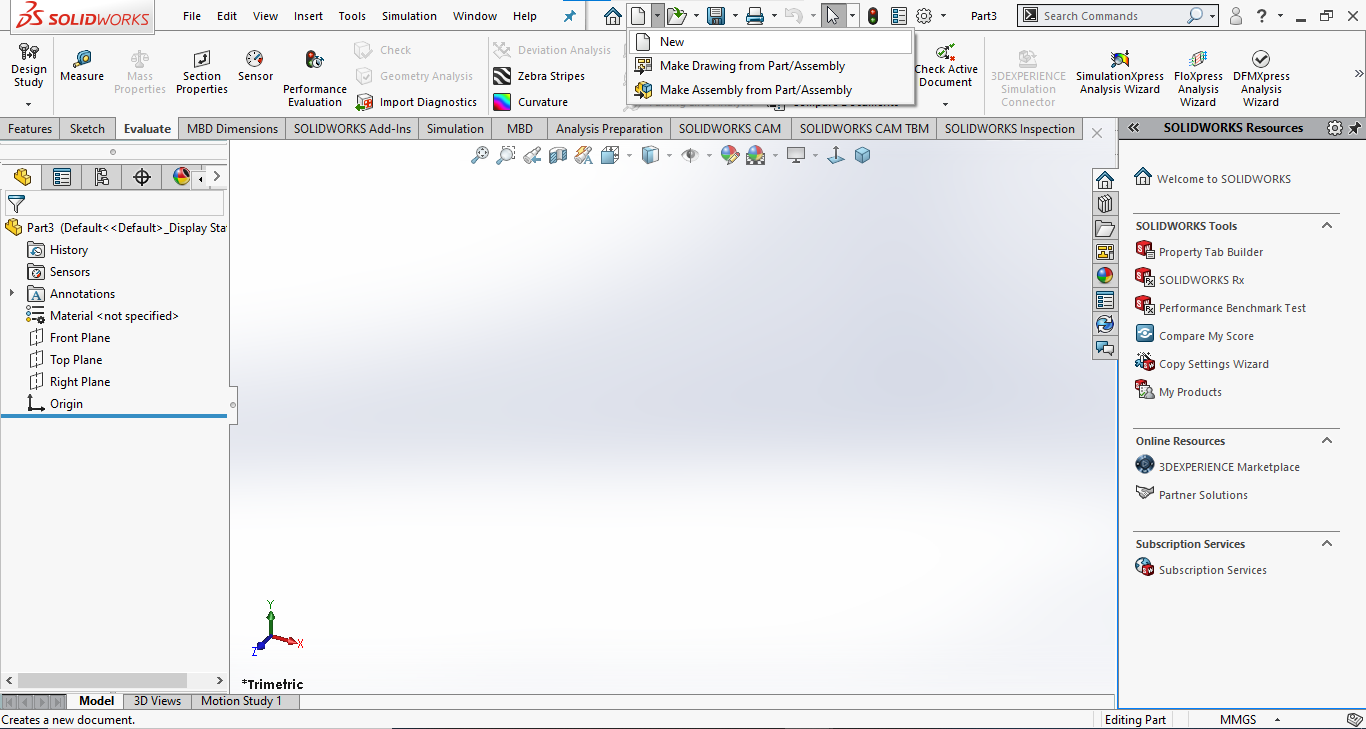 SOLIDWORKS
File Edit View Insert Tools Simulation Window Help
Part3
Search Commands
New
Make Drawing from Part/Assembly
Make Assembly from Part/Assembly
Design Study
Measure
Mass Properties
Section Properties
Sensor
Performance Evaluation
Check
Geometry Analysis
Import Diagnostics
Deviation Analysis
Zebra Stripes
Curvature
Check Active Document
3DEXPERIENCE Simulation Connector
SimulationXpress Analysis Wizard
FloXpress Analysis Wizard
DFMXpress Analysis Wizard
Features Sketch Evaluate MBD Dimensions SOLIDWORKS Add-Ins Simulation MBD Analysis Preparation SOLIDWORKS CAM SOLIDWORKS CAM TBM SOLIDWORKS Inspection
SOLIDWORKS Resources
Part3 (Default<<Default>_Display Sta
History
Sensors
Annotations
Material <not specified>
Front Plane
Top Plane
Right Plane
Origin
Y
X
Z
*Trimetric
Welcome to SOLIDWORKS
SOLIDWORKS Tools
Property Tab Builder
SOLIDWORKS Rx
Performance Benchmark Test
Compare My Score
Copy Settings Wizard
My Products
Online Resources
3DEXPERIENCE Marketplace
Partner Solutions
Subscription Services
Subscription Services
Model 3D Views Motion Study 1
Creates a new document.
Editing Part
MMGS